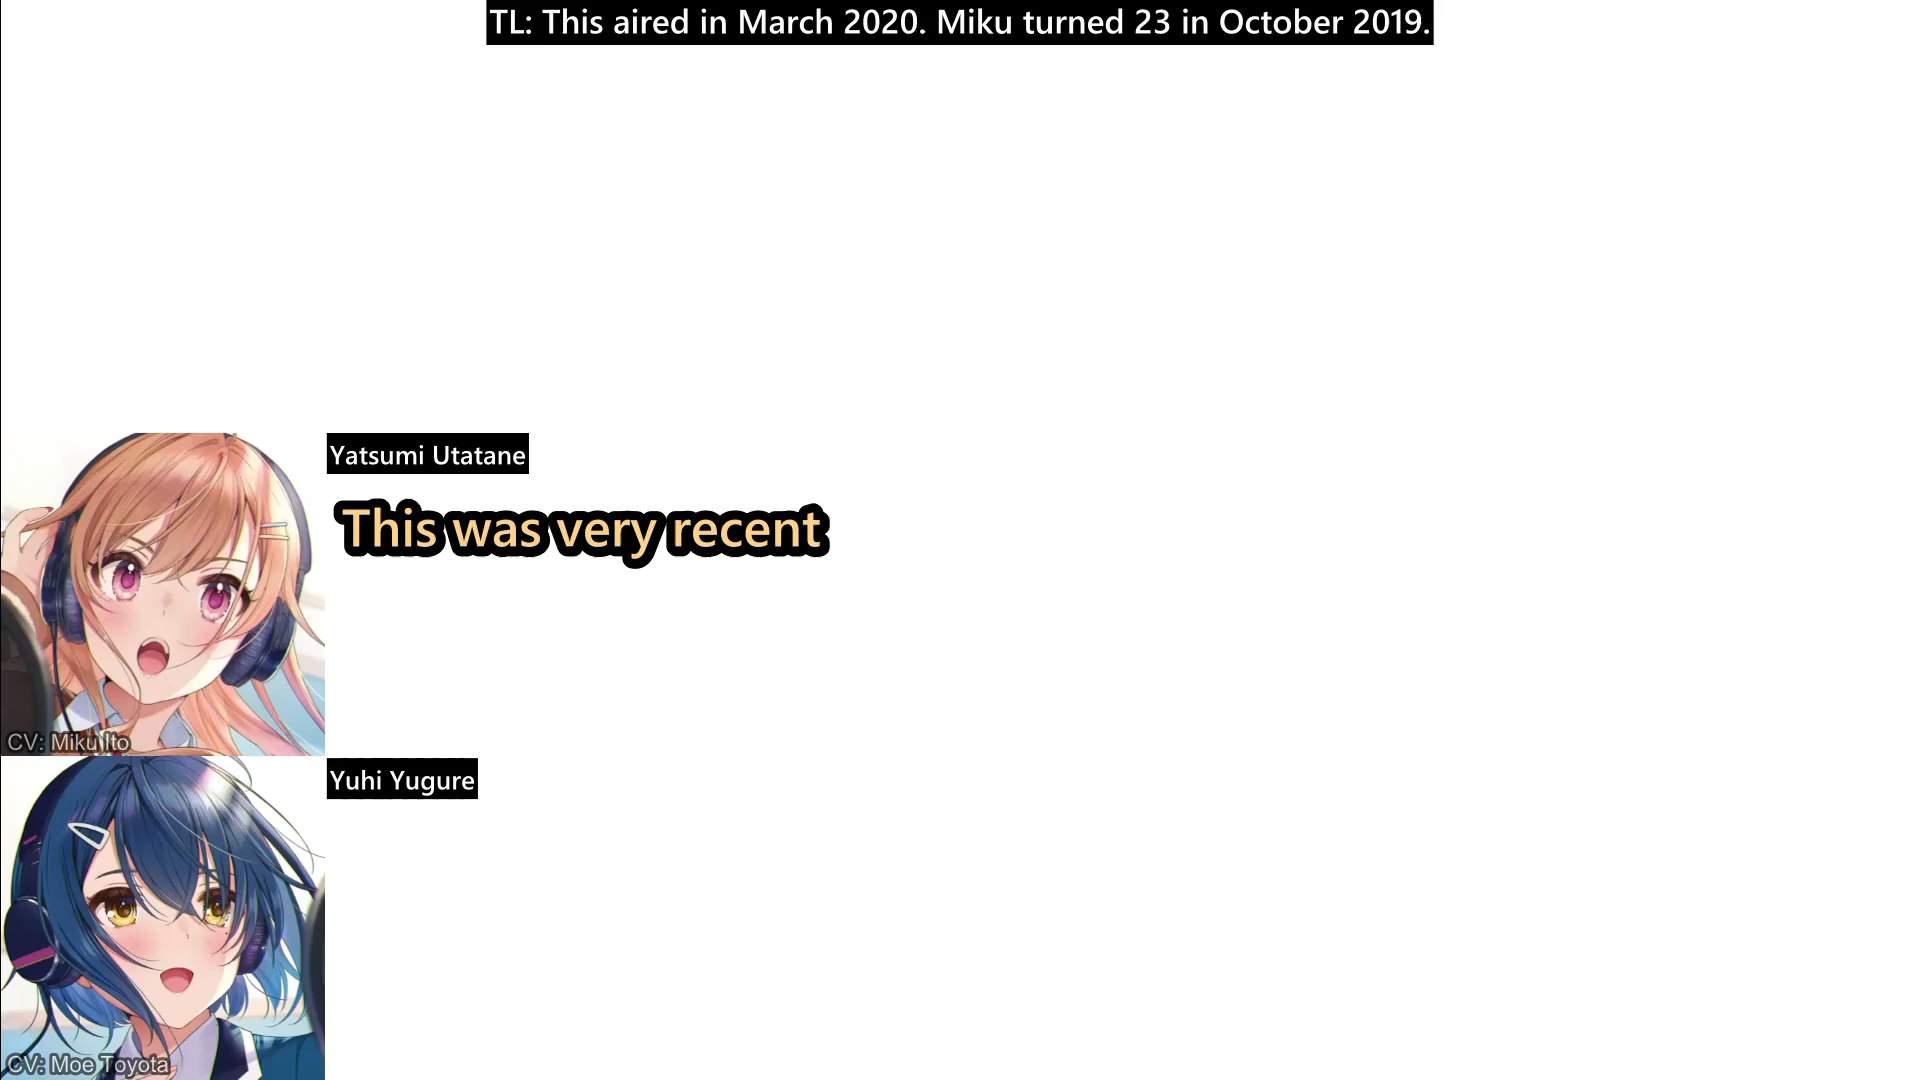 TL: This aired in March 2020. Miku turned 23 in October 2019.
Yatsumi Utatane
This was very recent
CV: Miku Ito
Yuhi Yugure
CV: Moe Toyota